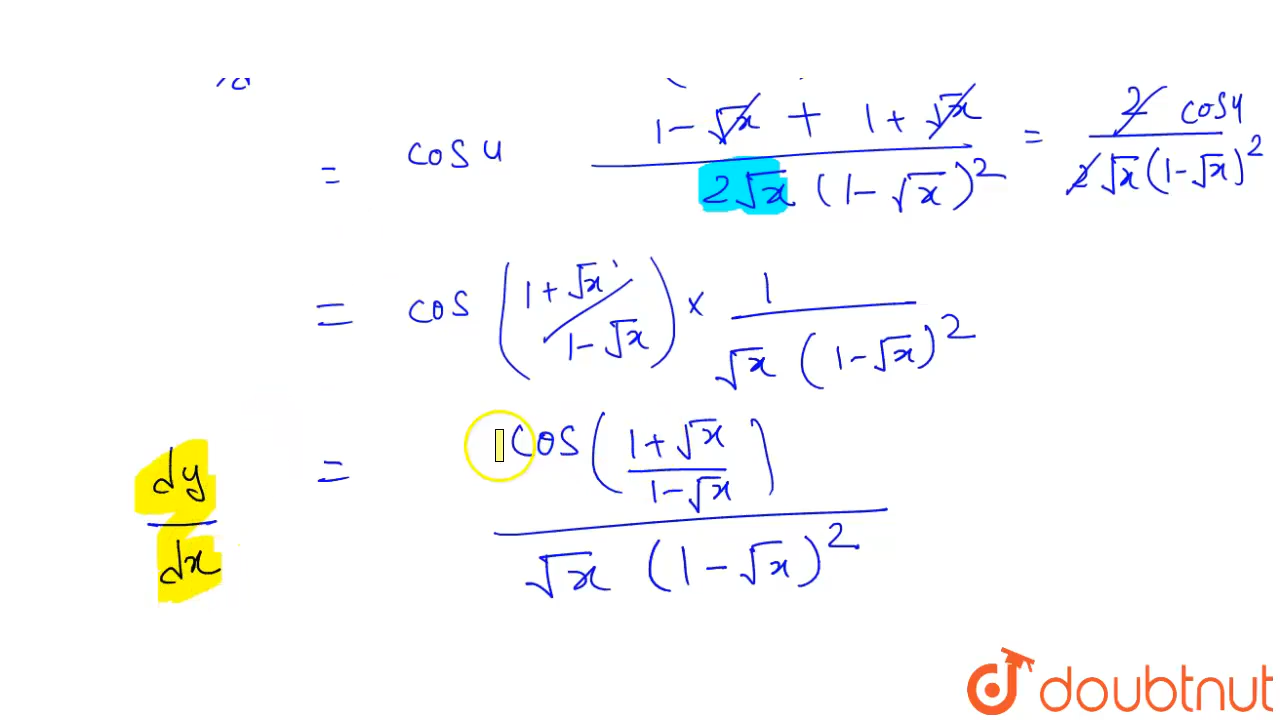 = cos u (1 - √x + 1 + √x) / (2√x (1 - √x)²) = 2 cos u / (2√x (1 - √x)²)
= cos ((1 + √x) / (1 - √x)) × 1 / (√x (1 - √x)²)
dy/dx = cos ((1 + √x) / (1 - √x)) / (√x (1 - √x)²)
doubtnut